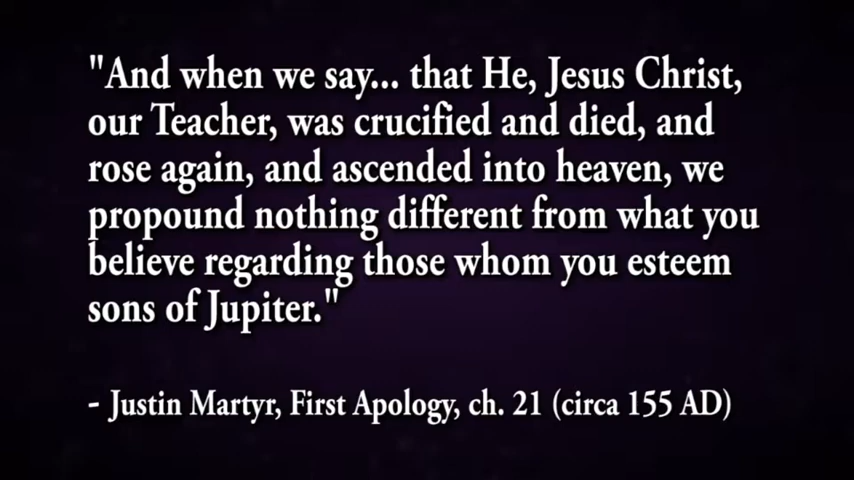 "And when we say... that He, Jesus Christ,
our Teacher, was crucified and died, and
rose again, and ascended into heaven, we
propound nothing different from what you
believe regarding those whom you esteem
sons of Jupiter."
- Justin Martyr, First Apology, ch. 21 (circa 155 AD)